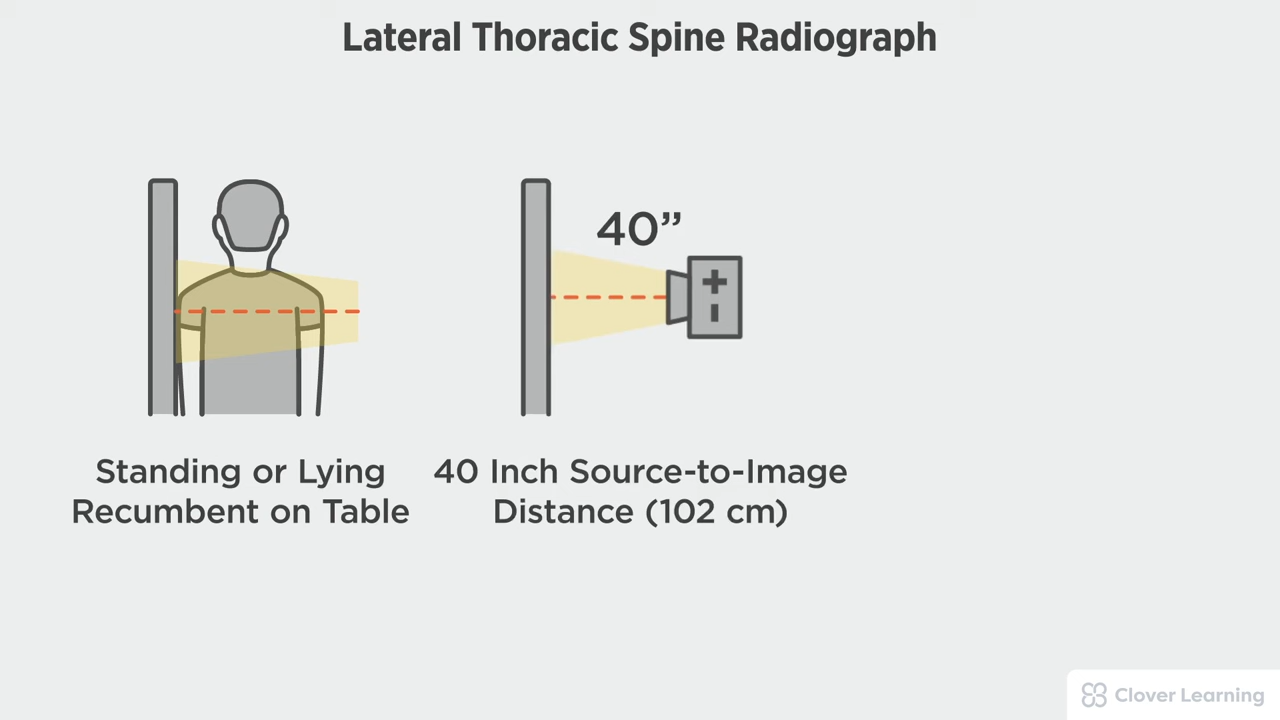 Lateral Thoracic Spine Radiograph
40”
Standing or Lying
Recumbent on Table
40 Inch Source-to-Image
Distance (102 cm)
Clover Learning